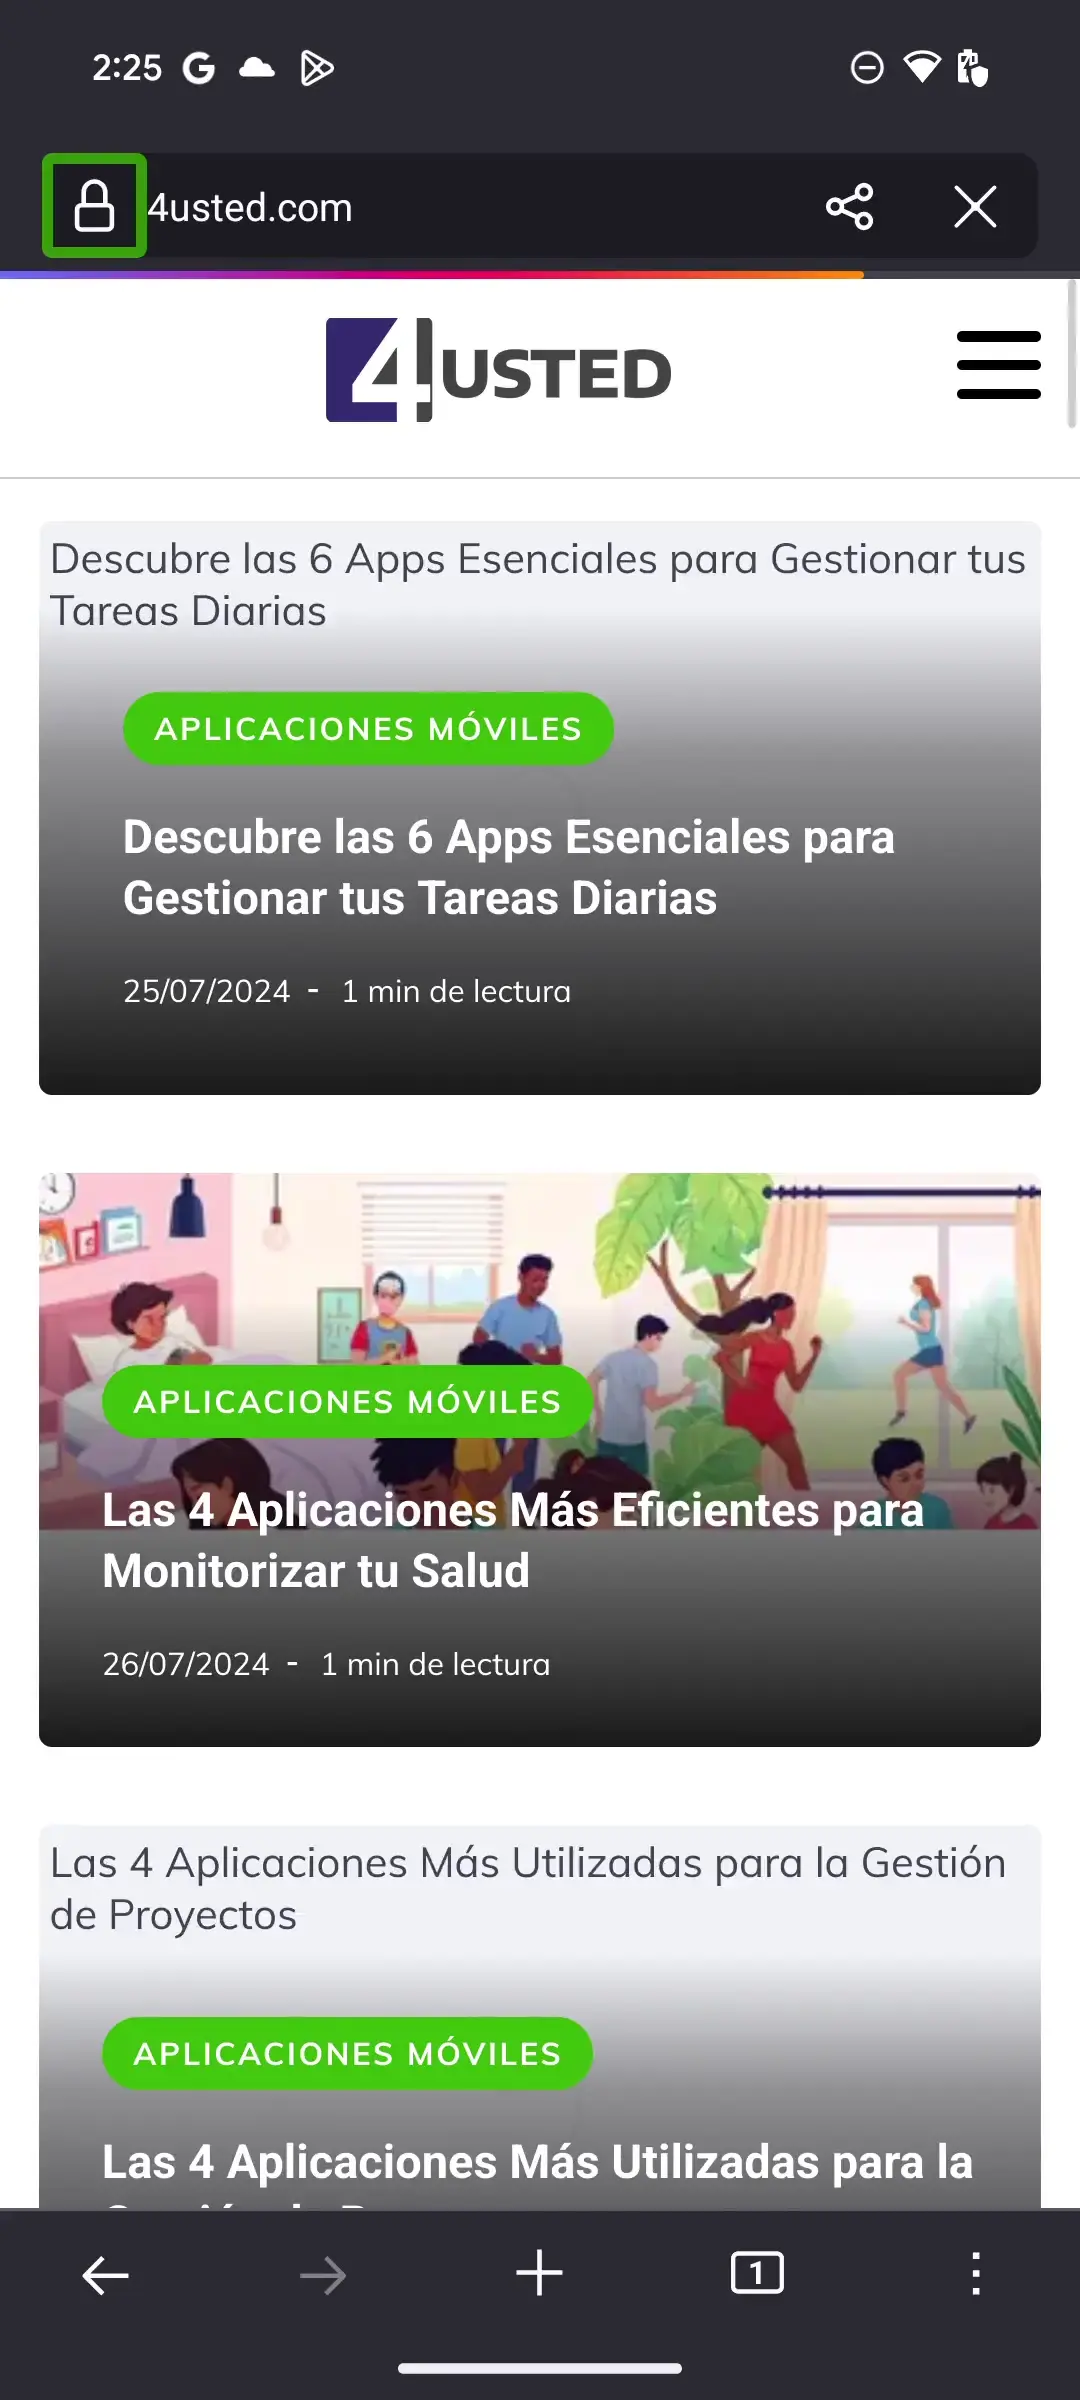 2:25
4usted.com
4USTED
Descubre las 6 Apps Esenciales para Gestionar tus
Tareas Diarias
APLICACIONES MÓVILES
Descubre las 6 Apps Esenciales para
Gestionar tus Tareas Diarias
25/07/2024 - 1 min de lectura
APLICACIONES MÓVILES
Las 4 Aplicaciones Más Eficientes para
Monitorizar tu Salud
26/07/2024 - 1 min de lectura
Las 4 Aplicaciones Más Utilizadas para la Gestión
de Proyectos
APLICACIONES MÓVILES
Las 4 Aplicaciones Más Utilizadas para la
1